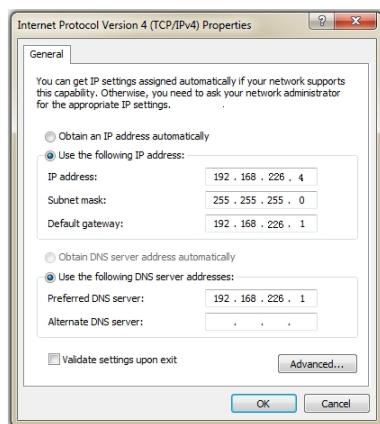 Internet Protocol Version 4 (TCP/IPv4) Properties
General
You can get IP settings assigned automatically if your network supports
this capability. Otherwise, you need to ask your network administrator
for the appropriate IP settings.
Obtain an IP address automatically
Use the following IP address:
IP address: 192 . 168 . 226 . 4
Subnet mask: 255 . 255 . 255 . 0
Default gateway: 192 . 168 . 226 . 1
Obtain DNS server address automatically
Use the following DNS server addresses:
Preferred DNS server: 192 . 168 . 226 . 1
Alternate DNS server: . . .
Validate settings upon exit
Advanced...
OK Cancel